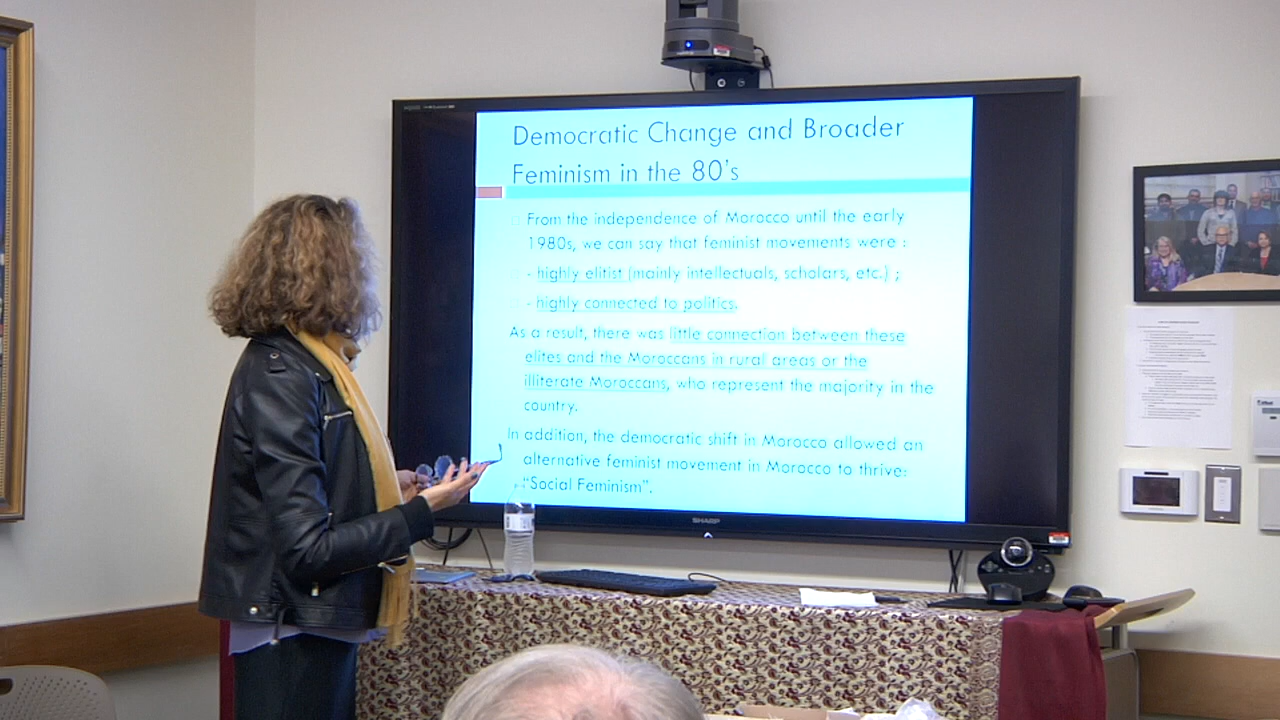 Democratic Change and Broader
Feminism in the 80's
From the independence of Morocco until the early
1980s, we can say that feminist movements were :
- highly elitist (mainly intellectuals, scholars, etc.) ;
- highly connected to politics.
As a result, there was little connection between these
elites and the Moroccans rural areas or the
illiterate Moroccans, who represent the majority in the
country.
In addition, the democratic shift in Morocco allowed an
alternative feminist movement in Morocco to thrive:
"Social Feminism".
SHARP